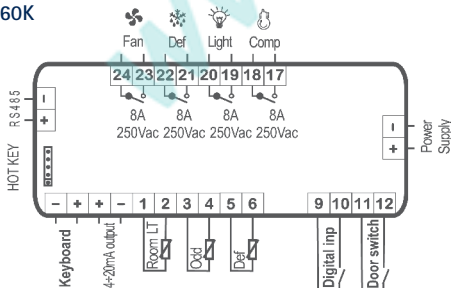 60K
Fan Def Light Comp
24 23 22 21 20 19 18 17
8A 8A 8A 8A
250Vac 250Vac 250Vac 250Vac
RS485
-
+
HOT KEY
-
+
Power
Supply
- + + - 1 2 3 4 5 6 9 10 11 12
Keyboard
4÷20mA output
Room LT
Odd
Def
Digital inp
Door switch